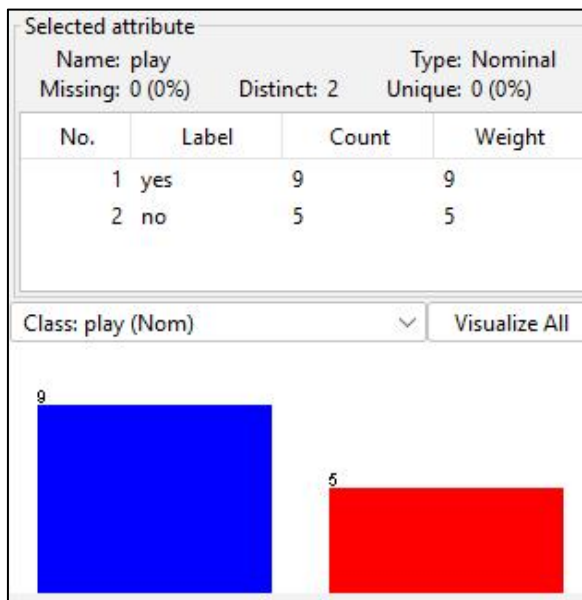 Selected attribute
Name: play Type: Nominal
Missing: 0 (0%) Distinct: 2 Unique: 0 (0%)
No. Label Count Weight
1 yes 9 9
2 no 5 5
Class: play (Nom) Visualize All
9
5